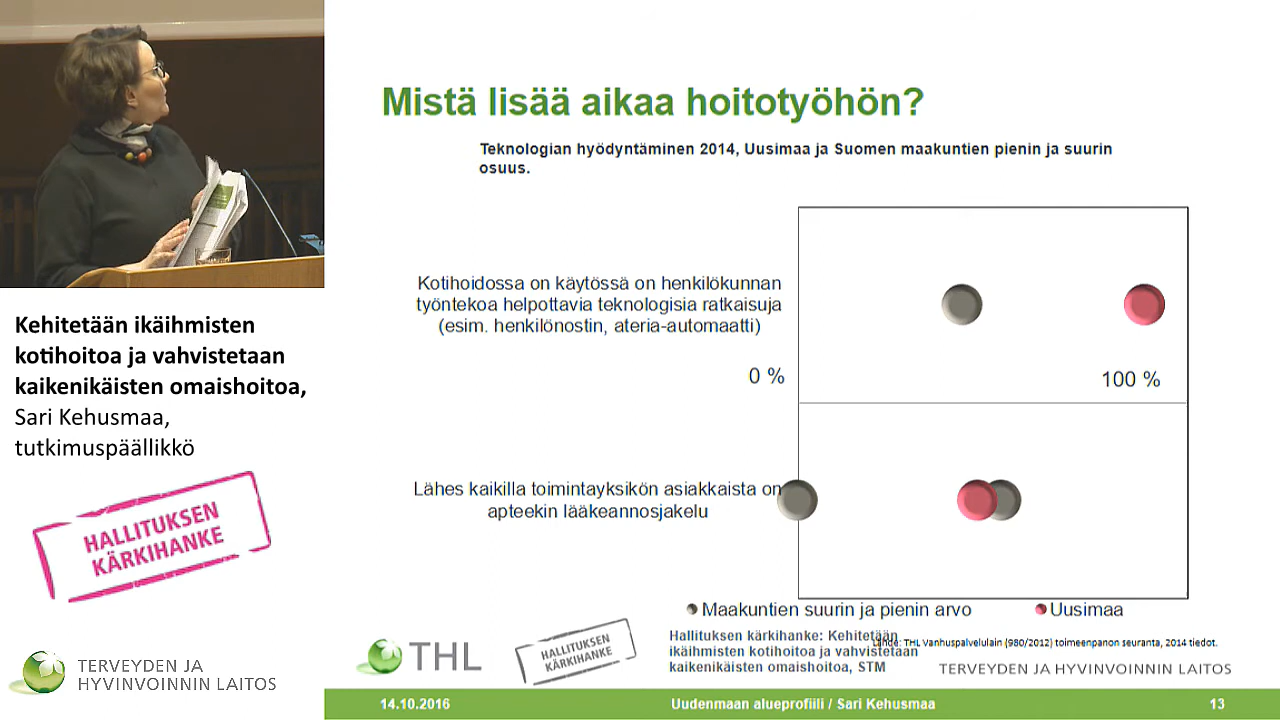 Mistä lisää aikaa hoitotyöhön?
Teknologian hyödyntäminen 2014, Uusimaa ja Suomen maakuntien pienin ja suurin
osuus.
Kotihoidossa on käytössä on henkilökunnan
työntekoa helpottavia teknologisia ratkaisuja
(esim. henkilönostin, ateria-automaatti)
0 %
100 %
Lähes kaikilla toimintayksikön asiakkaista on
apteekin lääkeannosjakelu
Maakuntien suurin ja pienin arvo
Uusimaa
Kehitetään ikäihmisten
kotihoitoa ja vahvistetaan
kaikenikäisten omaishoitoa,
Sari Kehusmaa,
tutkimuspäällikkö
HALLITUKSEN
KÄRKIHANKE
TERVEYDEN JA
HYVINVOINNIN LAITOS
THL
HALLITUKSEN
KÄRKIHANKE
Hallituksen kärkihanke: Kehitetään
ikäihmisten kotihoitoa ja vahvistetaan
kaikenikäisten omaishoitoa, STM
Lähde: THL Vanhuspalvelulain (980/2012) toimeenpanon seuranta, 2014 tiedot.
TERVEYDEN JA HYVINVOINNIN LAITOS
14.10.2016
Uudenmaan alueprofiili / Sari Kehusmaa
13